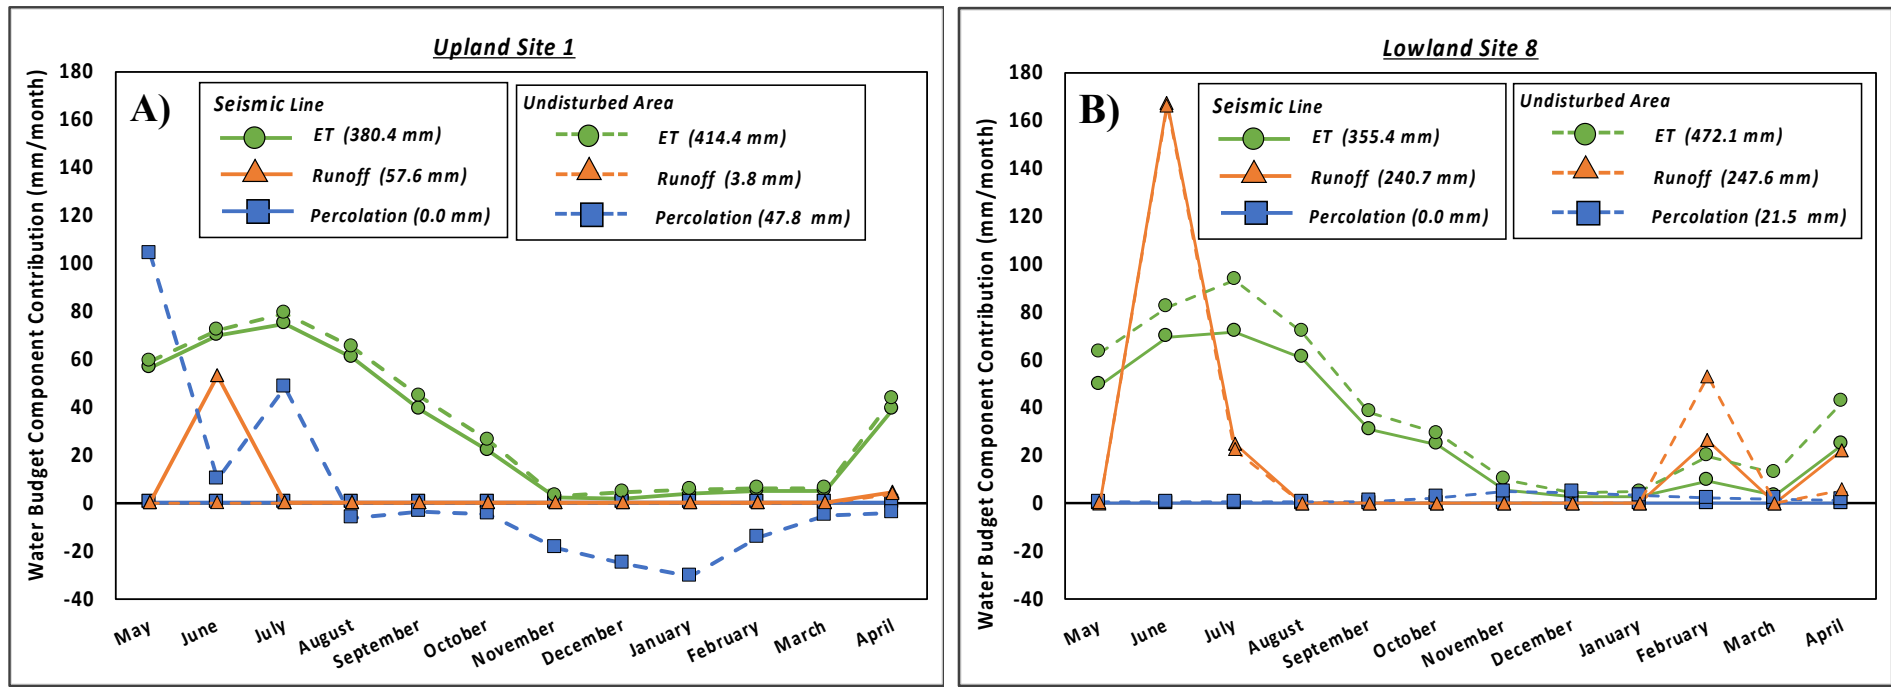 Upland Site 1
A)
Water Budget Component Contribution (mm/month)
180
160
140
120
100
80
60
40
20
0
-20
-40
Seismic Line
ET (380.4 mm)
Runoff (57.6 mm)
Percolation (0.0 mm)
Undisturbed Area
ET (414.4 mm)
Runoff (3.8 mm)
Percolation (47.8 mm)
May
June
July
August
September
October
November
December
January
February
March
April
Lowland Site 8
B)
Water Budget Component Contribution (mm/month)
180
160
140
120
100
80
60
40
20
0
-20
-40
Seismic Line
ET (355.4 mm)
Runoff (240.7 mm)
Percolation (0.0 mm)
Undisturbed Area
ET (472.1 mm)
Runoff (247.6 mm)
Percolation (21.5 mm)
May
June
July
August
September
October
November
December
January
February
March
April